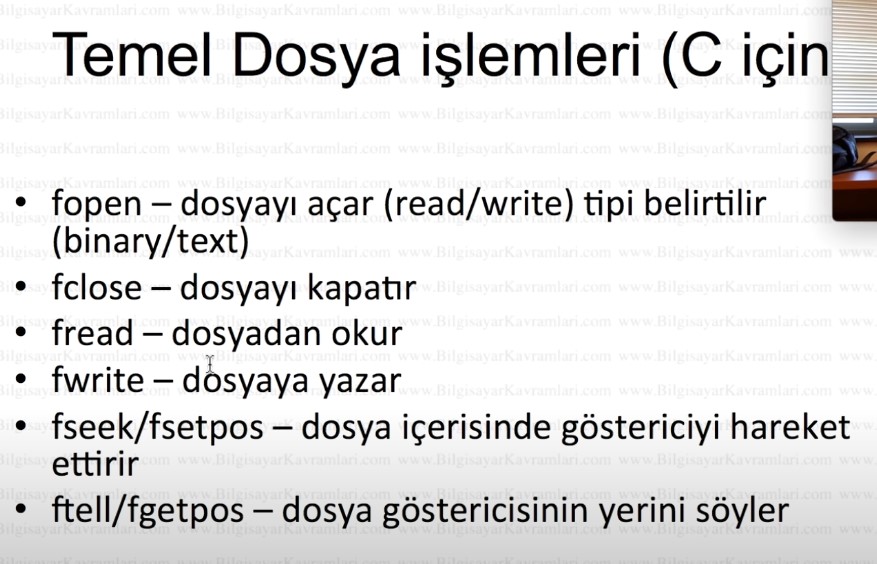 Temel Dosya işlemleri (C için
• fopen – dosyayı açar (read/write) tipi belirtilir
(binary/text)
• fclose – dosyayı kapatır
• fread – dosyadan okur
• fwrite – dosyaya yazar
• fseek/fsetpos – dosya içerisinde göstericiyi hareket
ettirir
• ftell/fgetpos – dosya göstericisinin yerini söyler
www.BilgisayarKavramlari.com